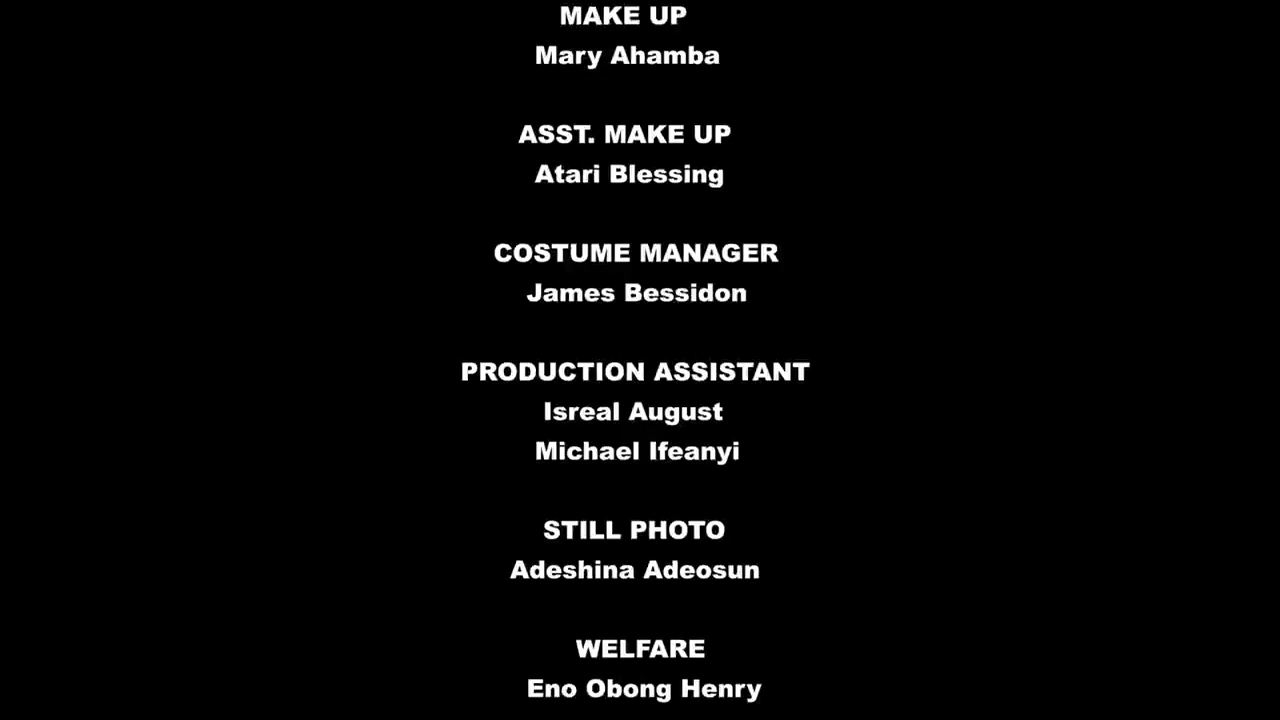 MAKE UP
Mary Ahamba
ASST. MAKE UP
Atari Blessing
COSTUME MANAGER
James Bessidon
PRODUCTION ASSISTANT
Isreal August
Michael Ifeanyi
STILL PHOTO
Adeshina Adeosun
WELFARE
Eno Obong Henry